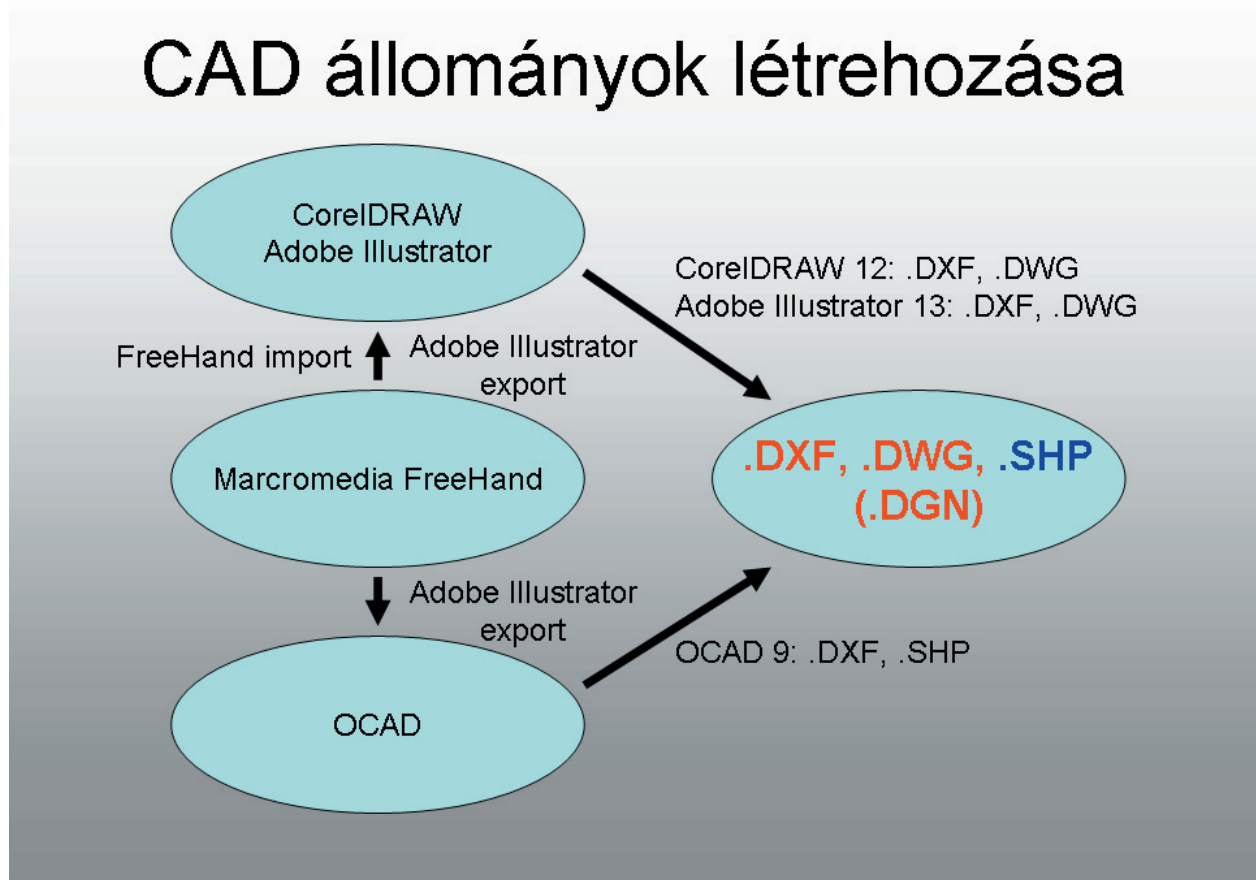 CAD állományok létrehozása
CorelDRAW
Adobe Illustrator
CorelDRAW 12: .DXF, .DWG
Adobe Illustrator 13: .DXF, .DWG
FreeHand import
Adobe Illustrator
export
Marcromedia FreeHand
.DXF, .DWG, .SHP
(.DGN)
Adobe Illustrator
export
OCAD 9: .DXF, .SHP
OCAD